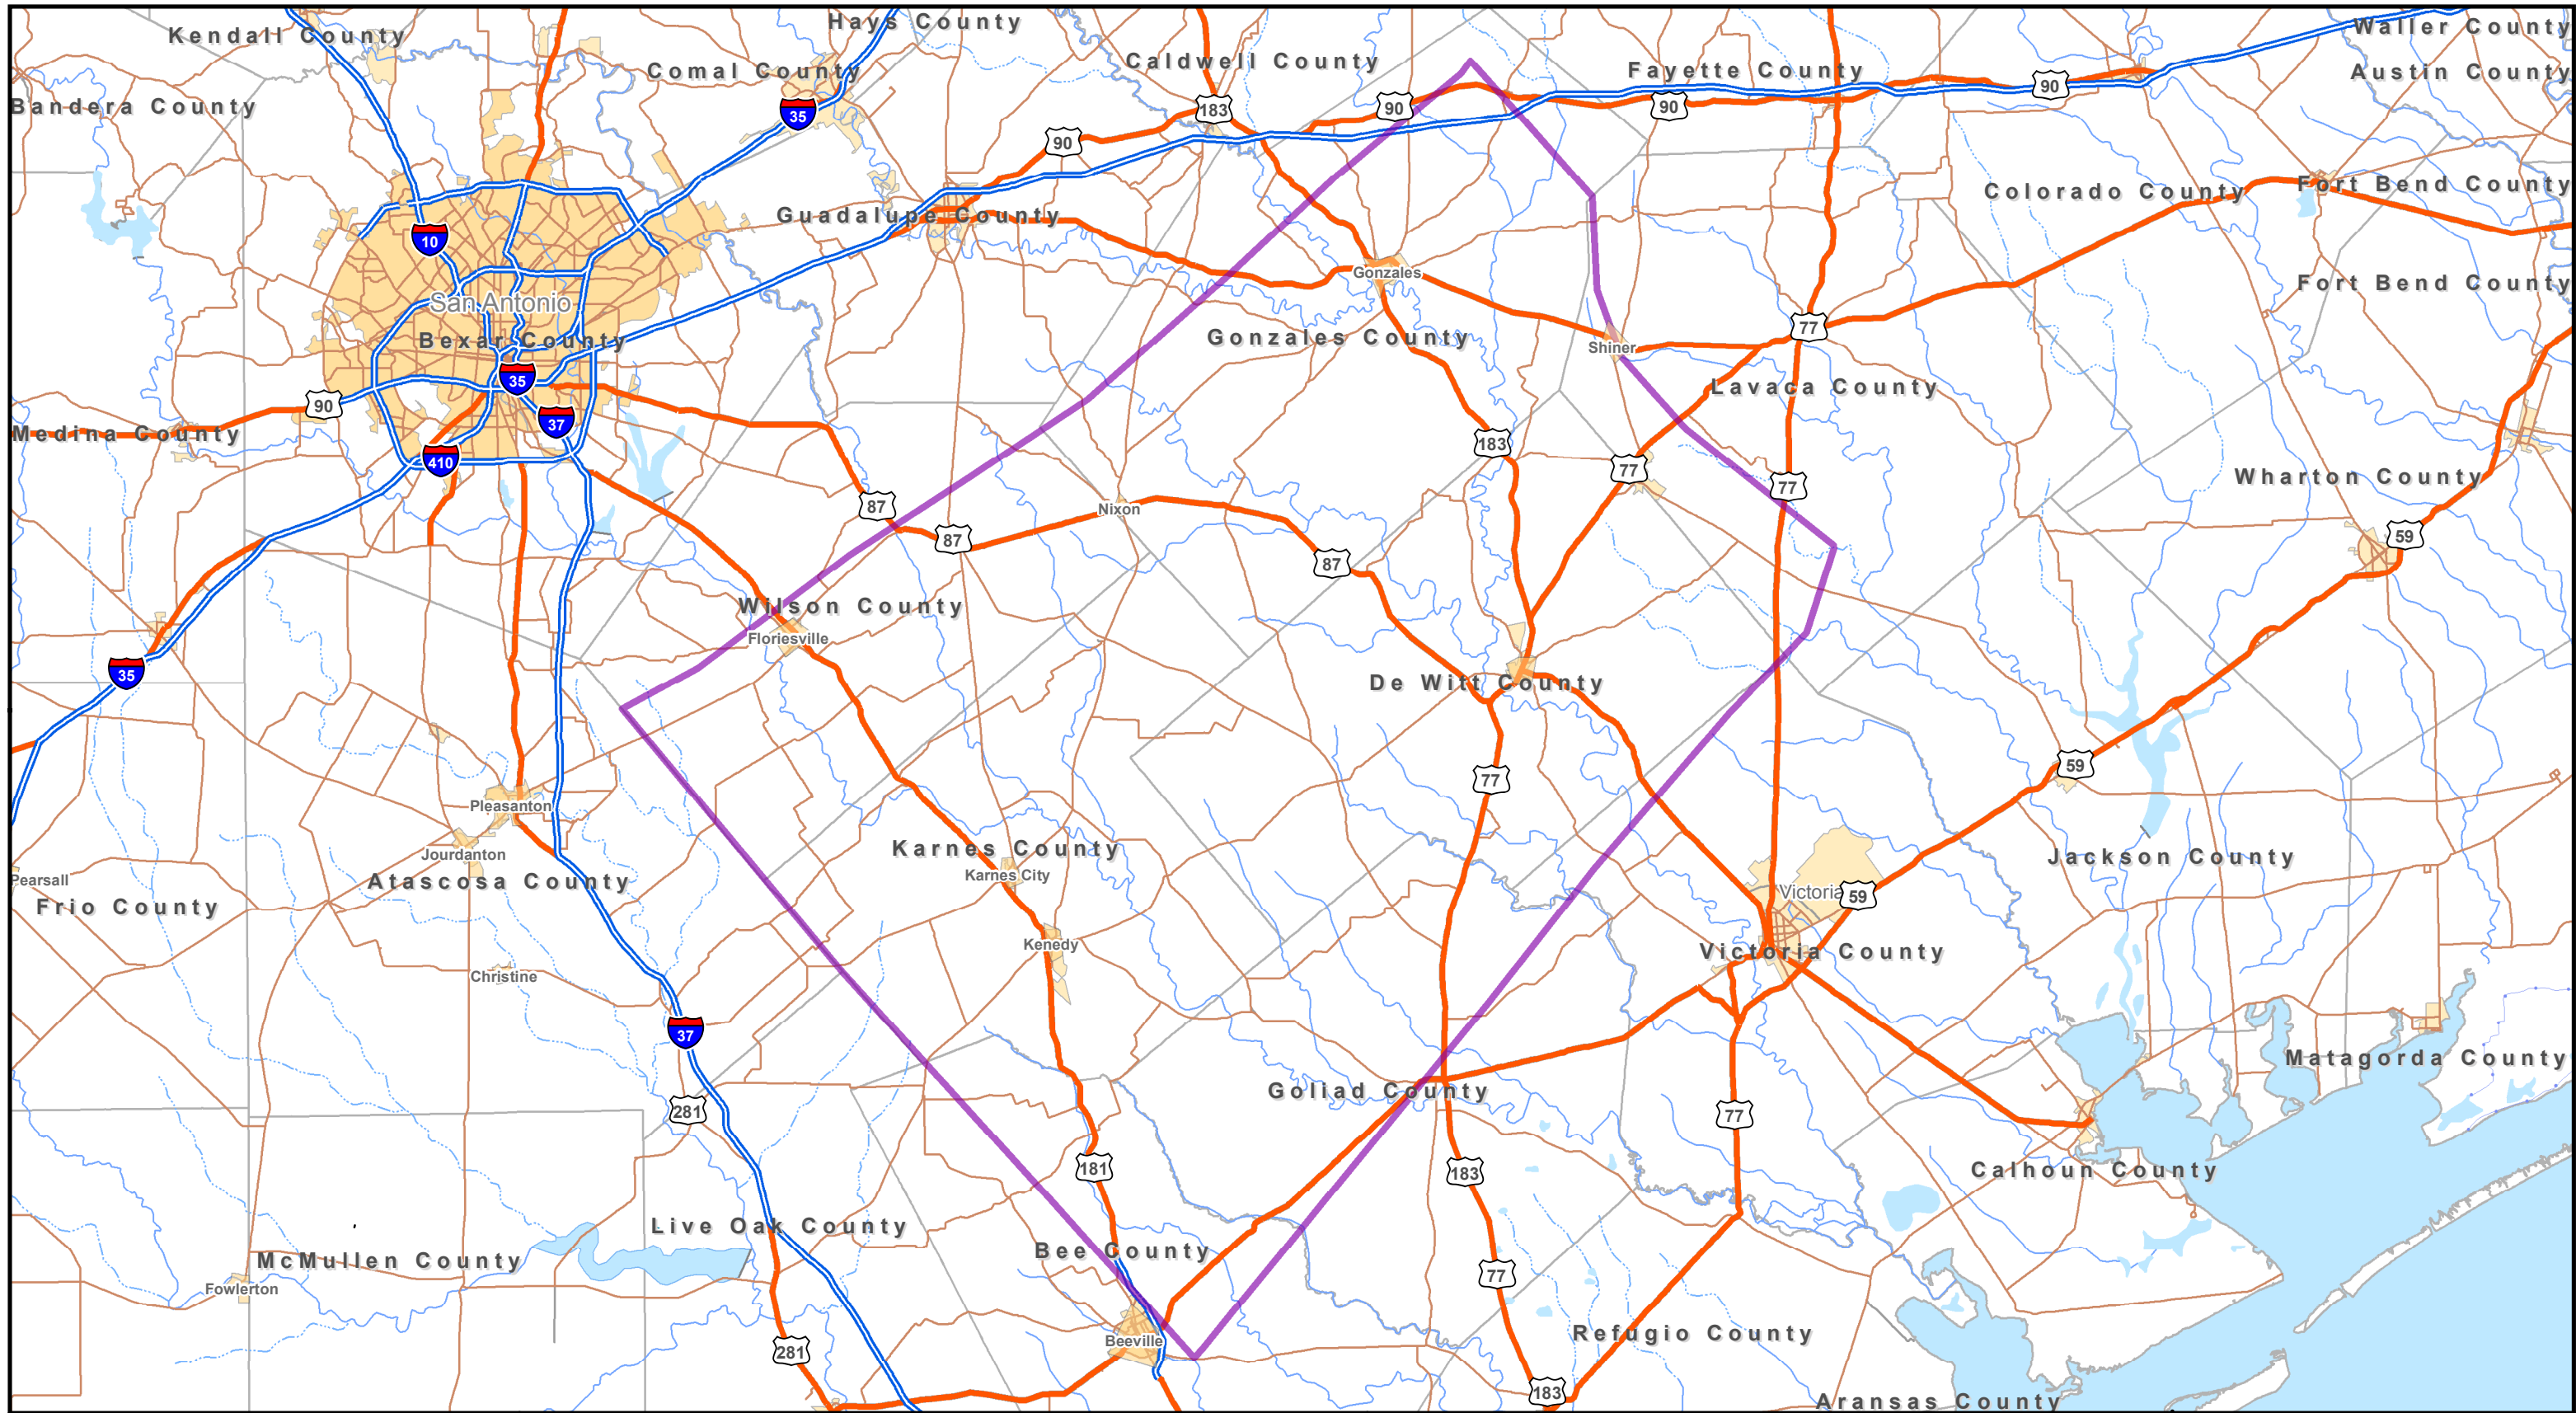 Hays County
Waller County
Kendall County
Caldwell County
Comal County
Fayette County
Austin County
90
Bandera County
90
90
183
35
90
Fort Bend County
Colorado County
Guadalupe County
10
Gonzales
Fort Bend County
San Antonio
77
Gonzales County
Bexar County
Shiner
35
Lavaca County
90
37
Medina County
183
410
77
Wharton County
77
87
Nixon
59
87
87
Wilson County
Floriesville
35
De Witt County
59
77
Pleasanton
Karnes County
Jourdanton
Jackson County
Karnes City
Pearsall
Atascosa County
Victoria
59
Frio County
Kenedy
Victoria County
Christine
37
Matagorda County
Goliad County
281
77
181
183
Calhoun County
Live Oak County
Bee County
McMullen County
77
Fowlerton
Refugio County
Beeville
281
183
Aransas County